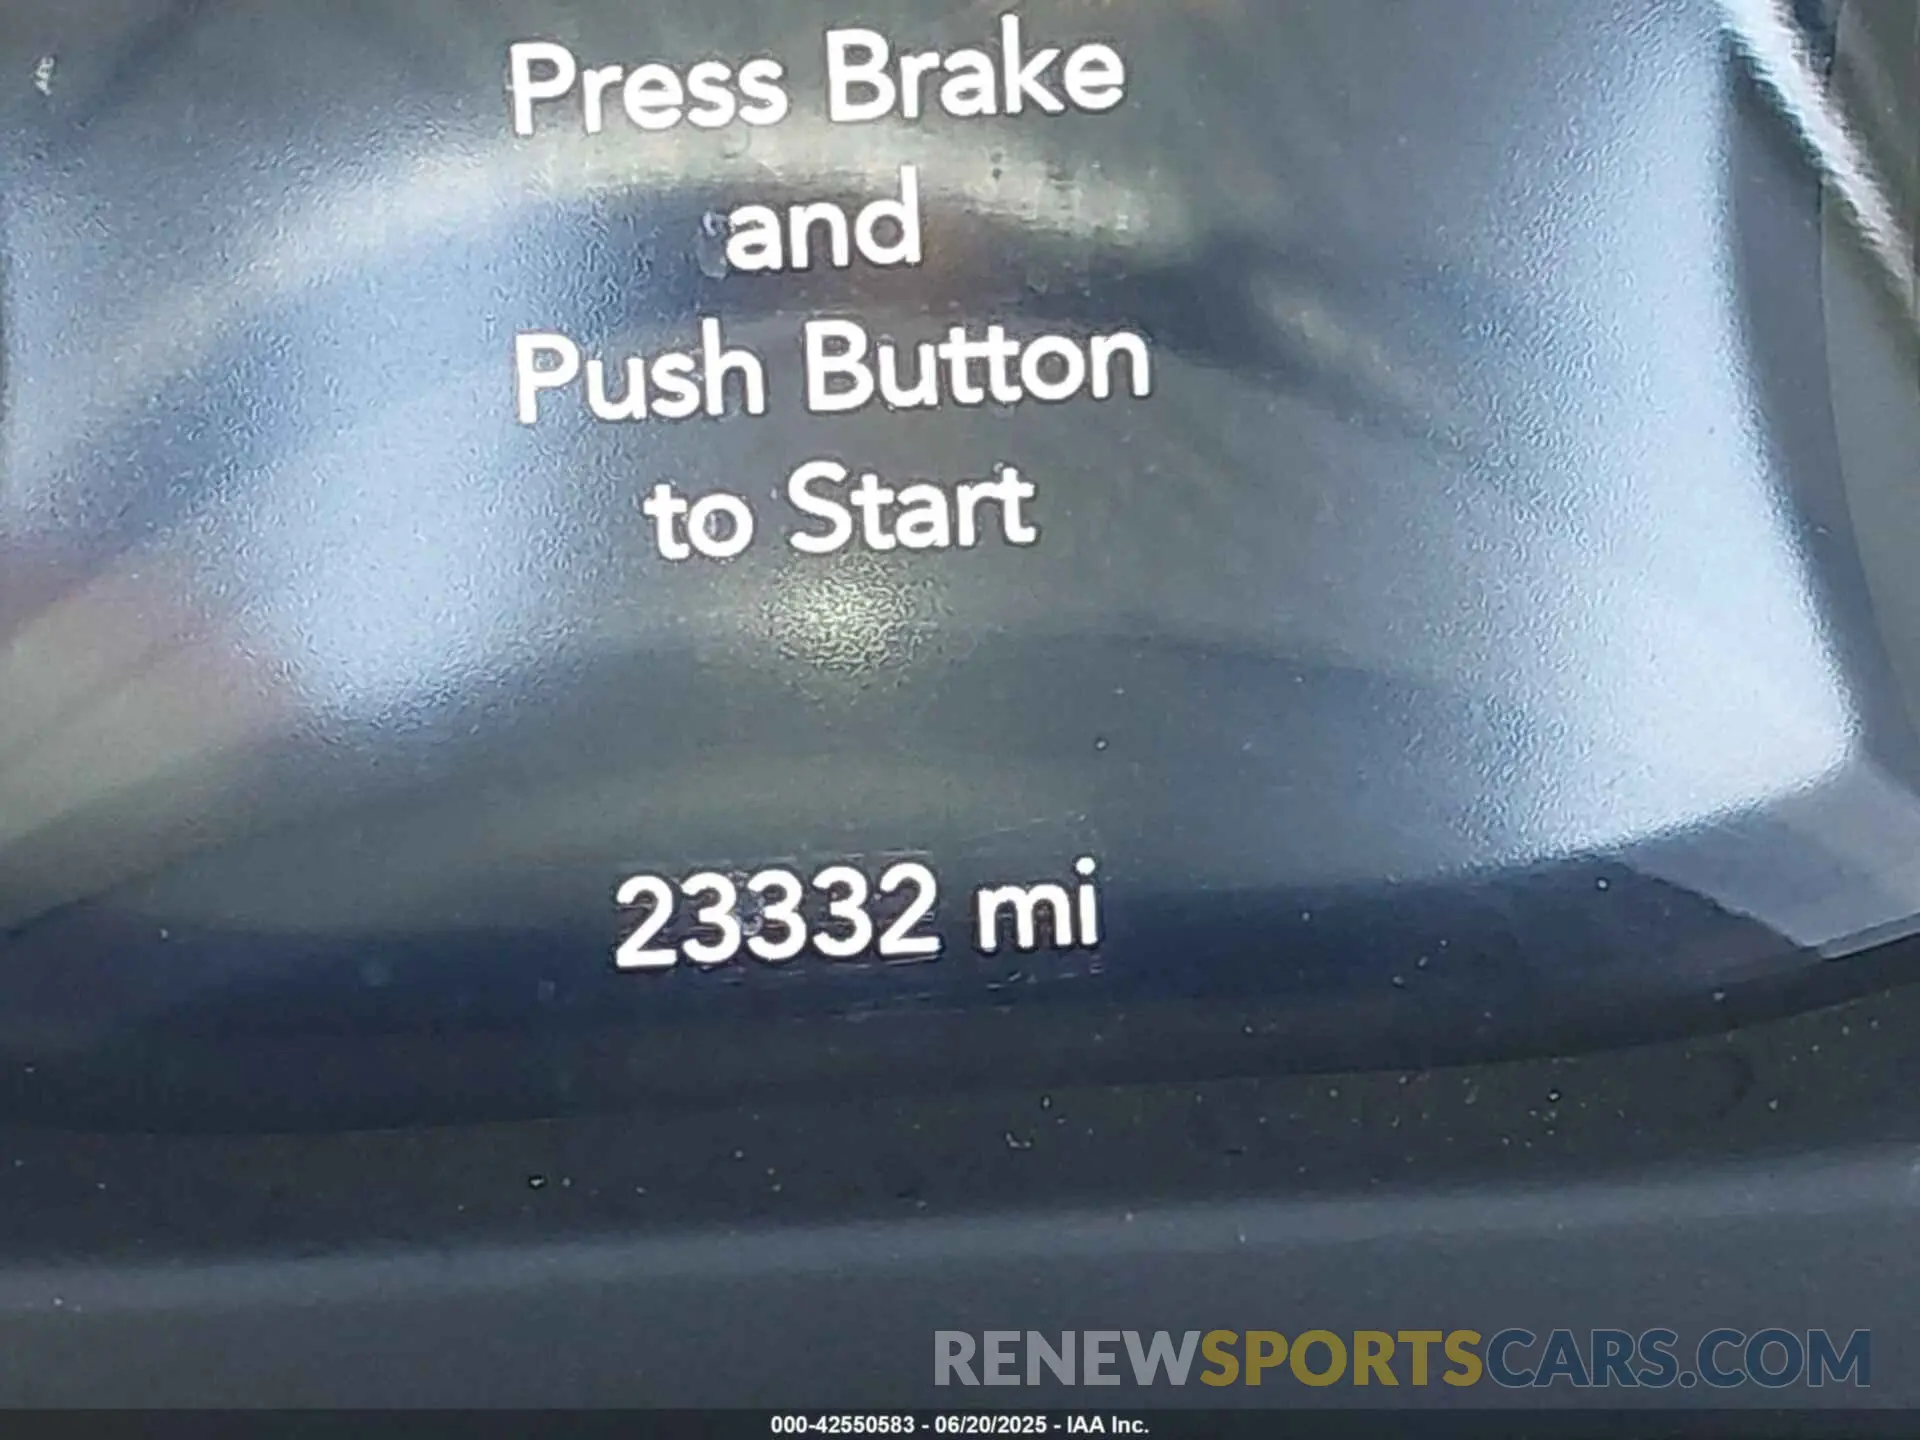 Press Brake
and
Push Button
to Start
23332 mi
RENEWSPORTSCARS.COM
000-42550583 - 06/20/2025 - IAA Inc.